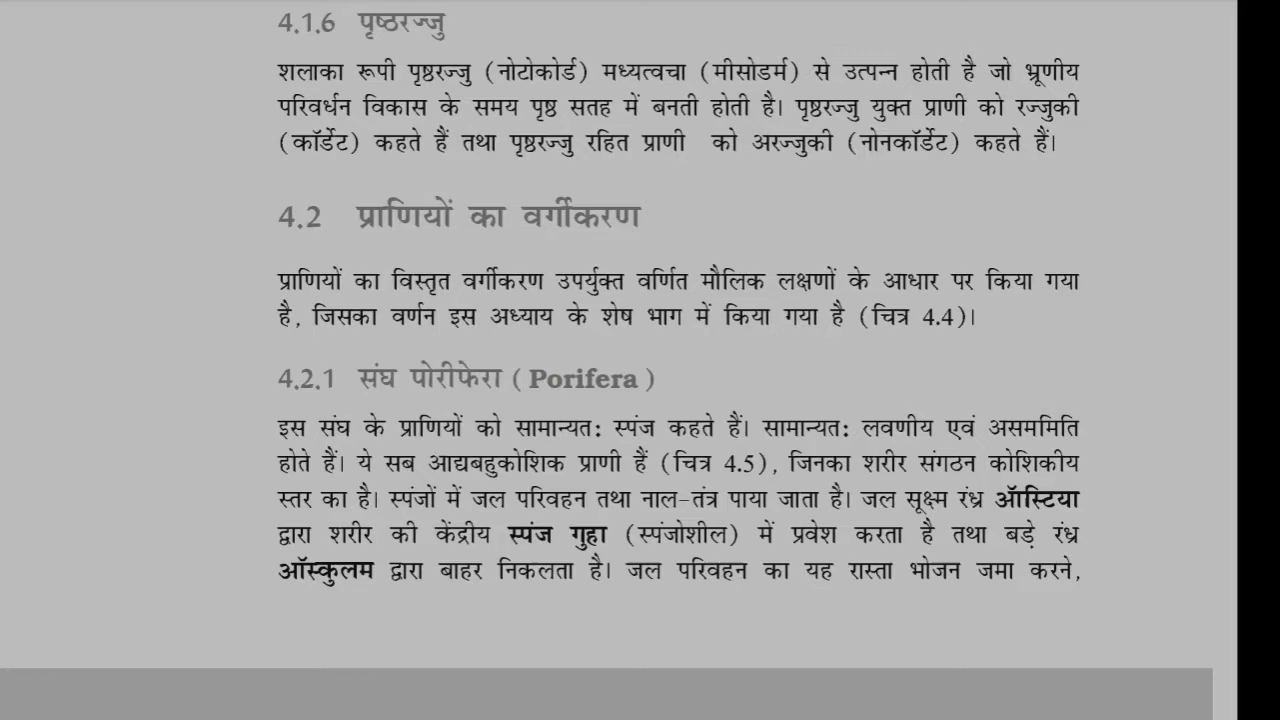 4.1.6 पृष्ठरज्जु
शलाका रूपी पृष्ठरज्जु (नोटोकोर्ड) मध्यत्वचा (मीसोडर्म) से उत्पन्न होती है जो भ्रूणीय
परिवर्धन विकास के समय पृष्ठ सतह में बनती होती है। पृष्ठरज्जु युक्त प्राणी को रज्जुकी
(कॉर्डेट) कहते हैं तथा पृष्ठरज्जु रहित प्राणी को अरज्जुकी (नोनकॉर्डेट) कहते हैं।
4.2 प्राणियों का वर्गीकरण
प्राणियों का विस्तृत वर्गीकरण उपर्युक्त वर्णित मौलिक लक्षणों के आधार पर किया गया
है, जिसका वर्णन इस अध्याय के शेष भाग में किया गया है (चित्र 4.4)।
4.2.1 संघ पोरीफेरा (Porifera)
इस संघ के प्राणियों को सामान्यत: स्पंज कहते हैं। सामान्यत: लवणीय एवं असममिति
होते हैं। ये सब आद्यबहुकोशिक प्राणी हैं (चित्र 4.5), जिनका शरीर संगठन कोशिकीय
स्तर का है। स्पंजों में जल परिवहन तथा नाल-तंत्र पाया जाता है। जल सूक्ष्म रंध्र ऑस्टिया
द्वारा शरीर की केंद्रीय स्पंज गुहा (स्पंजोशील) में प्रवेश करता है तथा बड़े रंध्र
ऑस्कुलम द्वारा बाहर निकलता है। जल परिवहन का यह रास्ता भोजन जमा करने,